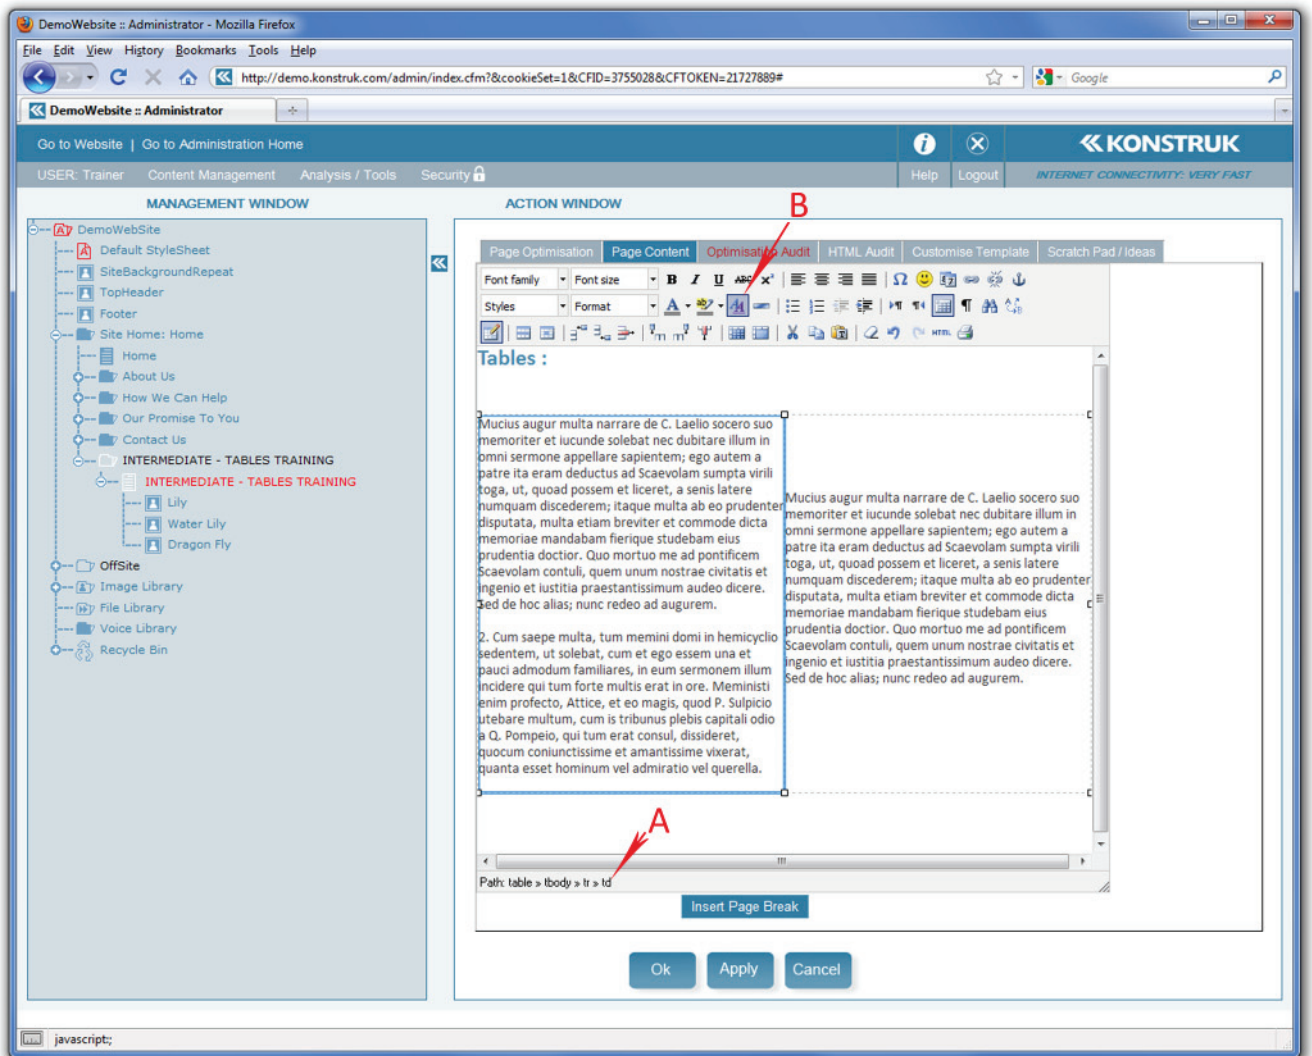 DemoWebsite :: Administrator - Mozilla Firefox
File Edit View History Bookmarks Tools Help
http://demo.konstruk.com/admin/index.cfm?&cookieSet=1&CFID=3755028&CFTOKEN=21727889#
Google
DemoWebsite :: Administrator
Go to Website | Go to Administration Home
KONSTRUK
USER: Trainer Content Management Analysis / Tools Security
Help Logout INTERNET CONNECTIVITY: VERY FAST
MANAGEMENT WINDOW
DemoWebSite
Default StyleSheet
SiteBackgroundRepeat
TopHeader
Footer
Site Home: Home
Home
About Us
How We Can Help
Our Promise To You
Contact Us
INTERMEDIATE - TABLES TRAINING
INTERMEDIATE - TABLES TRAINING
Lily
Water Lily
Dragon Fly
OffSite
Image Library
File Library
Voice Library
Recycle Bin
ACTION WINDOW
B
Page Optimisation Page Content Optimisation Audit HTML Audit Customise Template Scratch Pad / Ideas
Font family Font size B I U ABC x² Ω
Styles Format A
HTML
Tables :
Mucius augur multa narrare de C. Laelio socero suo
memoriter et iucunde solebat nec dubitare illum in
omni sermone appellare sapientem; ego autem a
patre ita eram deductus ad Scaevolam sumpta virili
toga, ut, quoad possem et liceret, a senis latere
numquam discederem; itaque multa ab eo prudenter
disputata, multa etiam breviter et commode dicta
memoriae mandabam fierique studebam eius
prudentia doctior. Quo mortuo me ad pontificem
Scaevolam contuli, quem unum nostrae civitatis et
ingenio et iustitia praestantissimum audeo dicere.
Sed de hoc alias; nunc redeo ad augurem.
2. Cum saepe multa, tum memini domi in hemicyclio
sedentem, ut solebat, cum et ego essem una et
pauci admodum familiares, in eum sermonem illum
incidere qui tum forte multis erat in ore. Meministi
enim profecto, Attice, et eo magis, quod P. Sulpicio
utebare multum, cum is tribunus plebis capitali odio
a Q. Pompeio, qui tum erat consul, dissideret,
quocum coniunctissime et amantissime vixerat,
quanta esset hominum vel admiratio vel querella.
Mucius augur multa narrare de C. Laelio socero suo
memoriter et iucunde solebat nec dubitare illum in
omni sermone appellare sapientem; ego autem a
patre ita eram deductus ad Scaevolam sumpta virili
toga, ut, quoad possem et liceret, a senis latere
numquam discederem; itaque multa ab eo prudenter
disputata, multa etiam breviter et commode dicta
memoriae mandabam fierique studebam eius
prudentia doctior. Quo mortuo me ad pontificem
Scaevolam contuli, quem unum nostrae civitatis et
ingenio et iustitia praestantissimum audeo dicere.
Sed de hoc alias; nunc redeo ad augurem.
A
Path: table » tbody » tr » td
Insert Page Break
Ok Apply Cancel
javascript:;